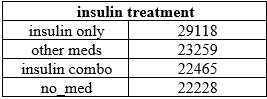 insulin treatment
insulin only 29118
other meds 23259
insulin combo 22465
no_med 22228